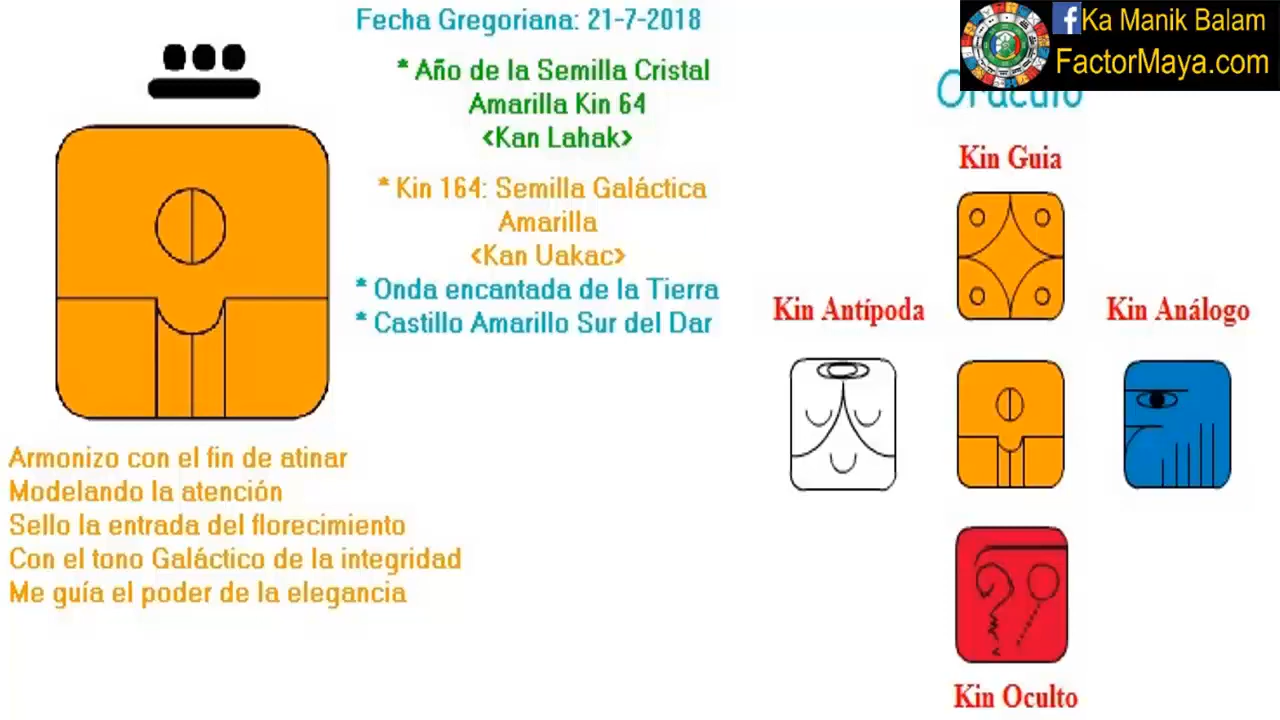 Fecha Gregoriana: 21-7-2018
* Año de la Semilla Cristal
Amarilla Kin 64
<Kan Lahak>
* Kin 164: Semilla Galáctica
Amarilla
<Kan Uakac>
* Onda encantada de la Tierra
* Castillo Amarillo Sur del Dar
Armonizo con el fin de atinar
Modelando la atención
Sello la entrada del florecimiento
Con el tono Galáctico de la integridad
Me guía el poder de la elegancia
Ka Manik Balam
FactorMaya.com
Oráculo
Kin Guia
Kin Antípoda
Kin Análogo
Kin Oculto